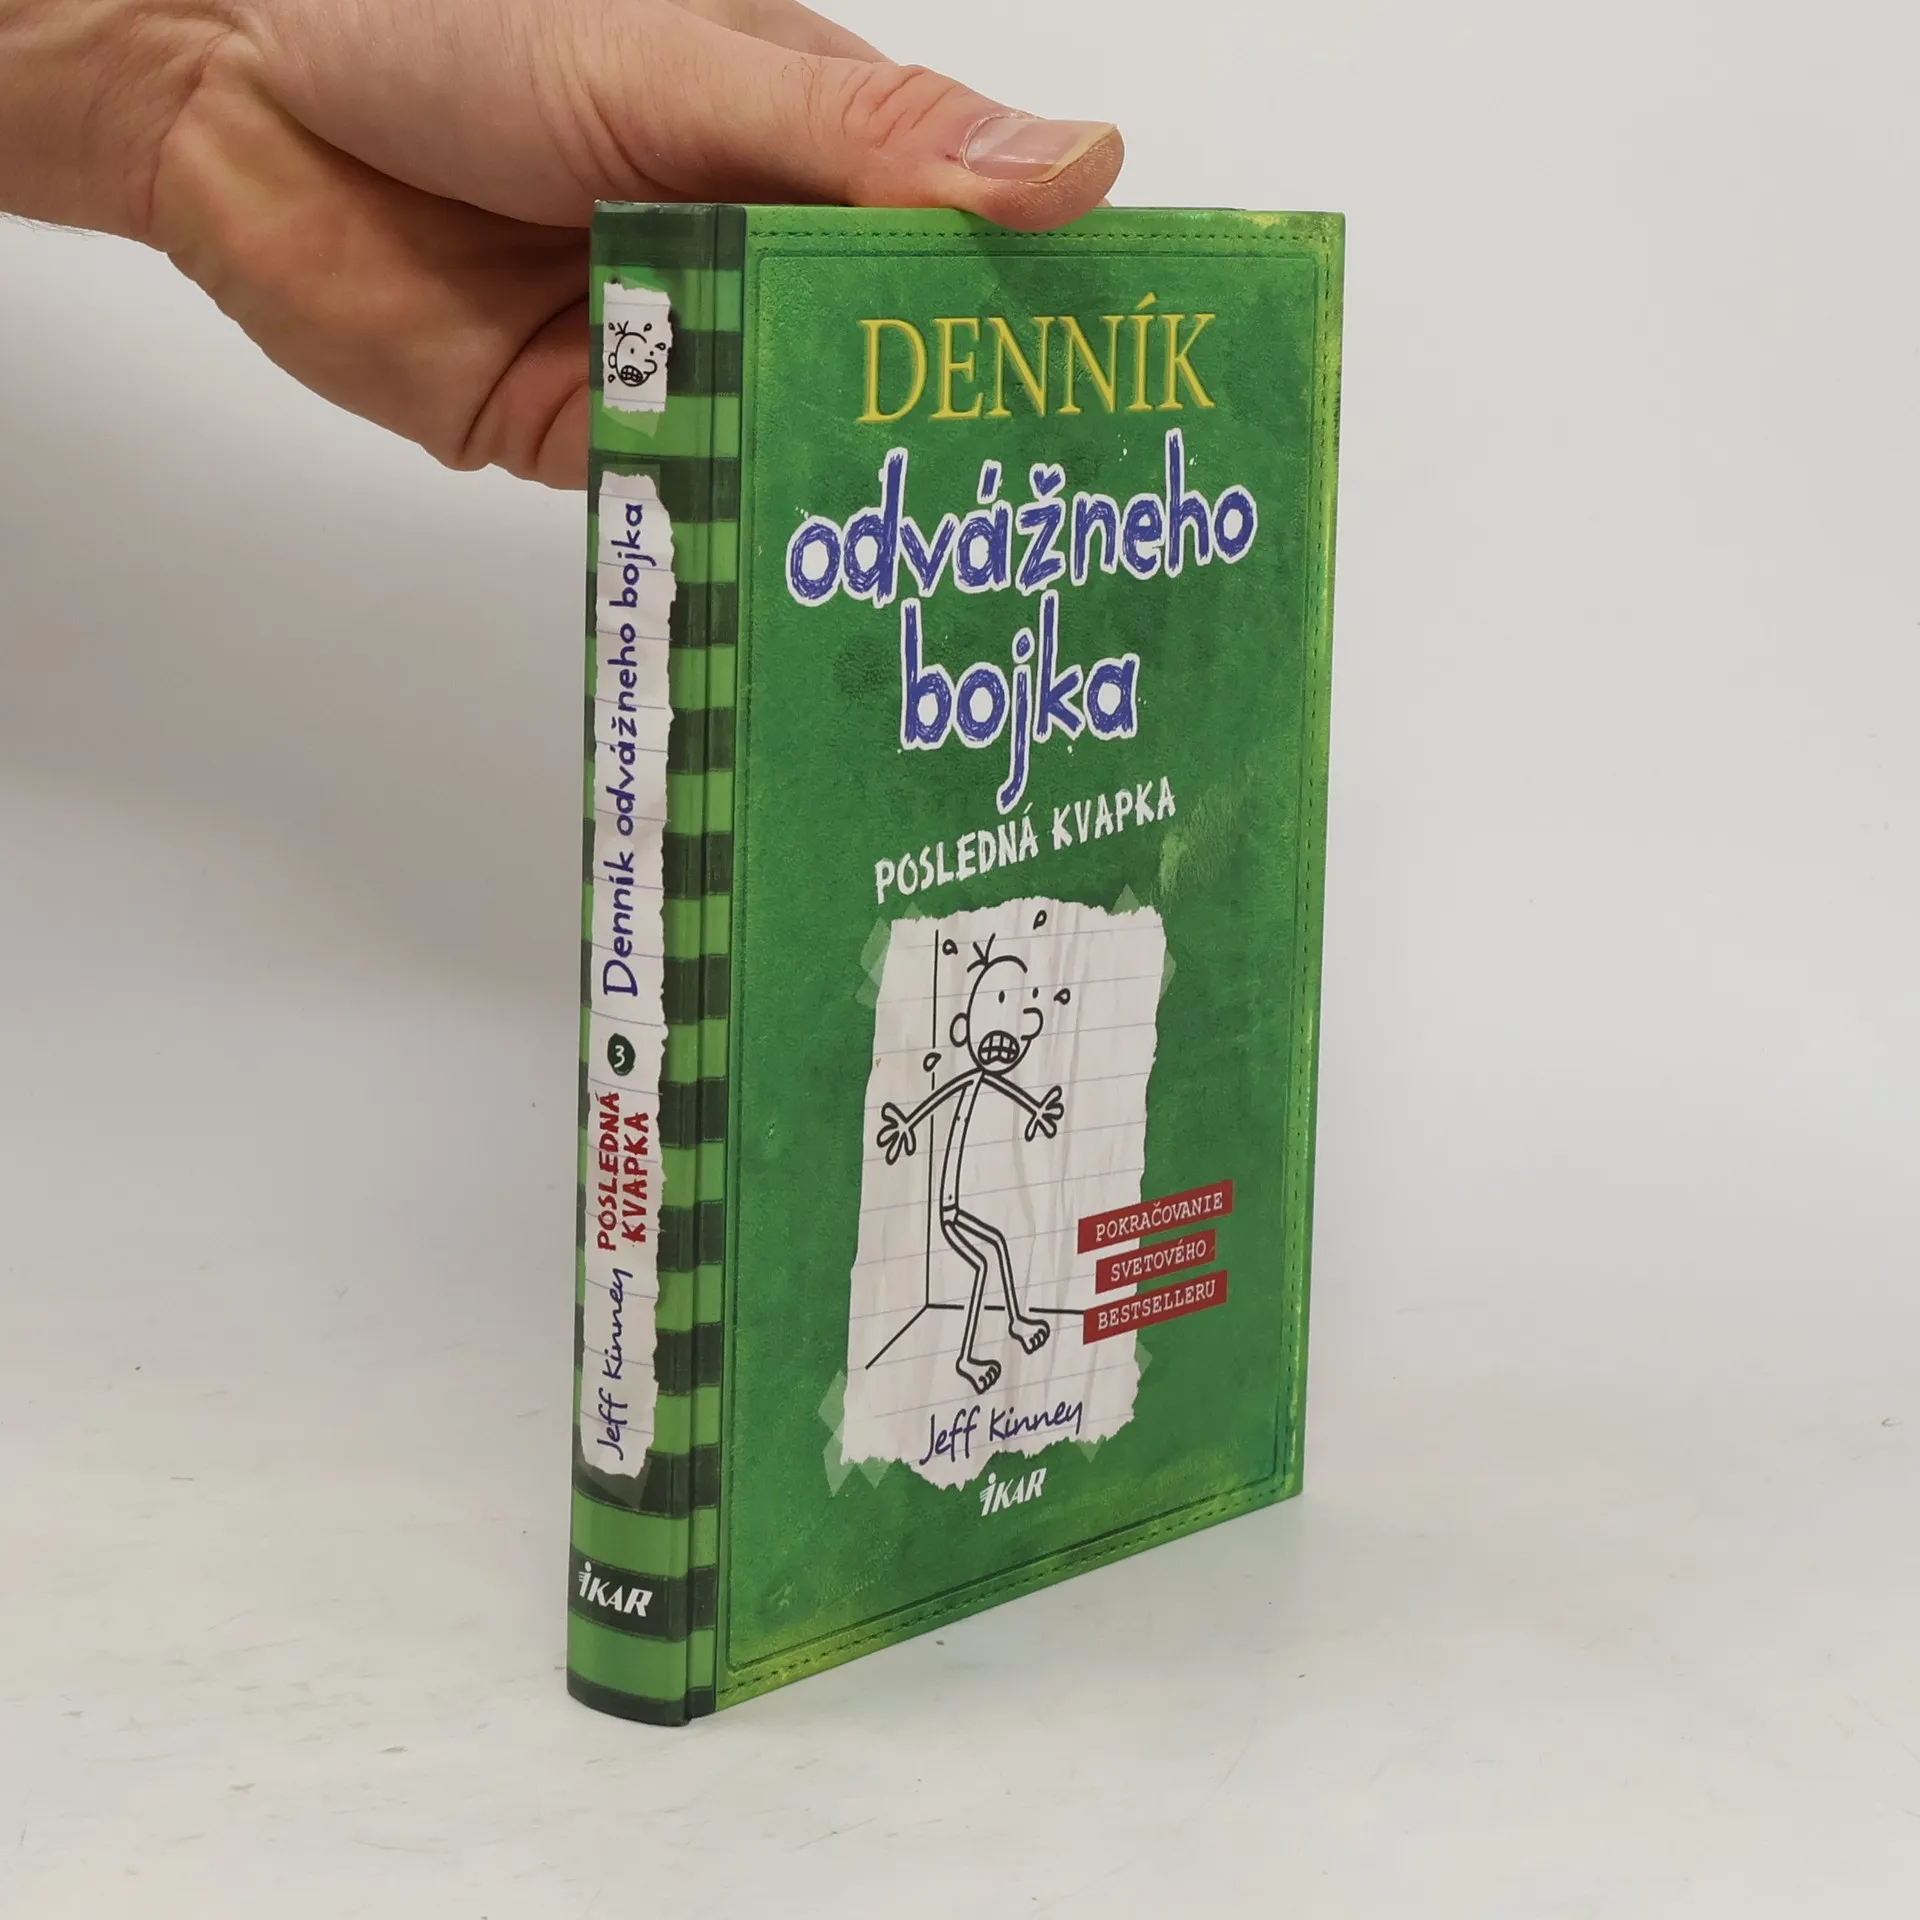 DENNÍK
odvážneho
bojka
POSLEDNÁ KVAPKA
POKRAČOVANIE
SVETOVÉHO
BESTSELLERU
Jeff Kinney
IKAR
Jeff Kinney POSLEDNÁ KVAPKA 3 Denník odvážneho bojka
IKAR